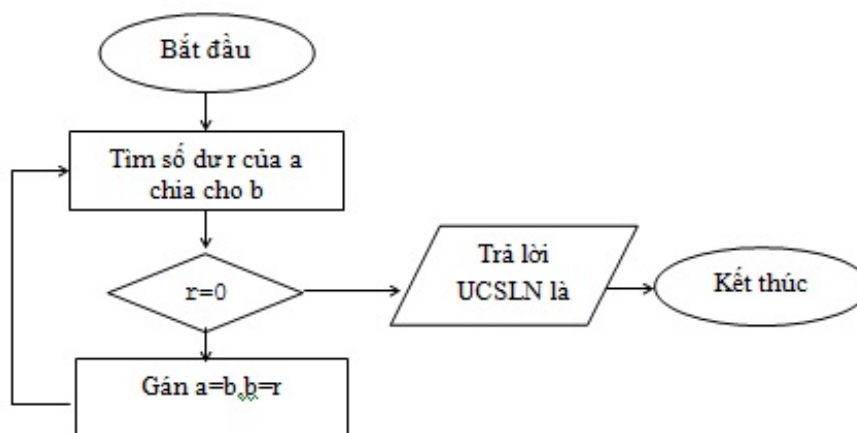 Bắt đầu
Tìm số dư r của a
chia cho b
r=0
Trả lời
UCSLN là
Kết thúc
Gán a=b,b=r